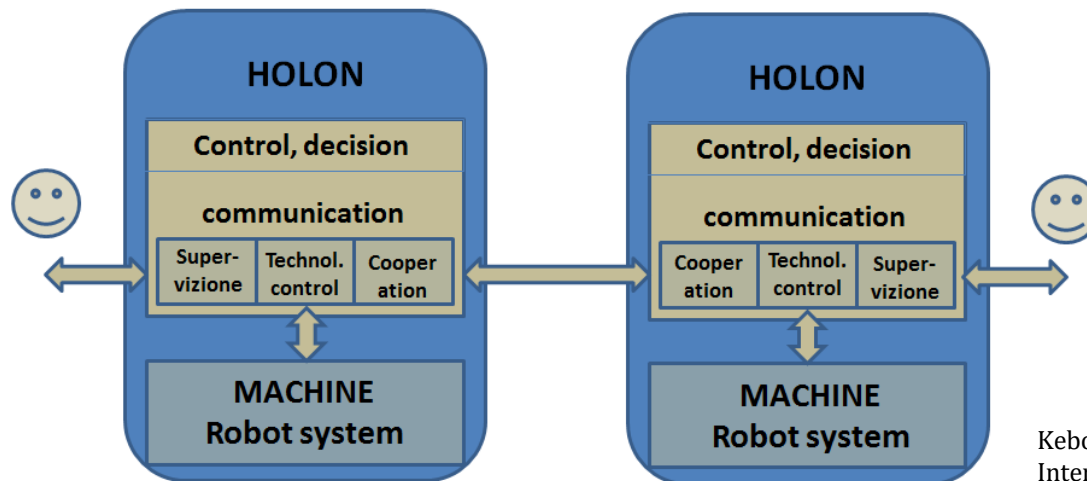 HOLON
Control, decision
communication
Super-
vizione
Technol.
control
Cooper
ation
MACHINE
Robot system
HOLON
Control, decision
communication
Cooper
ation
Technol.
control
Super-
vizione
MACHINE
Robot system